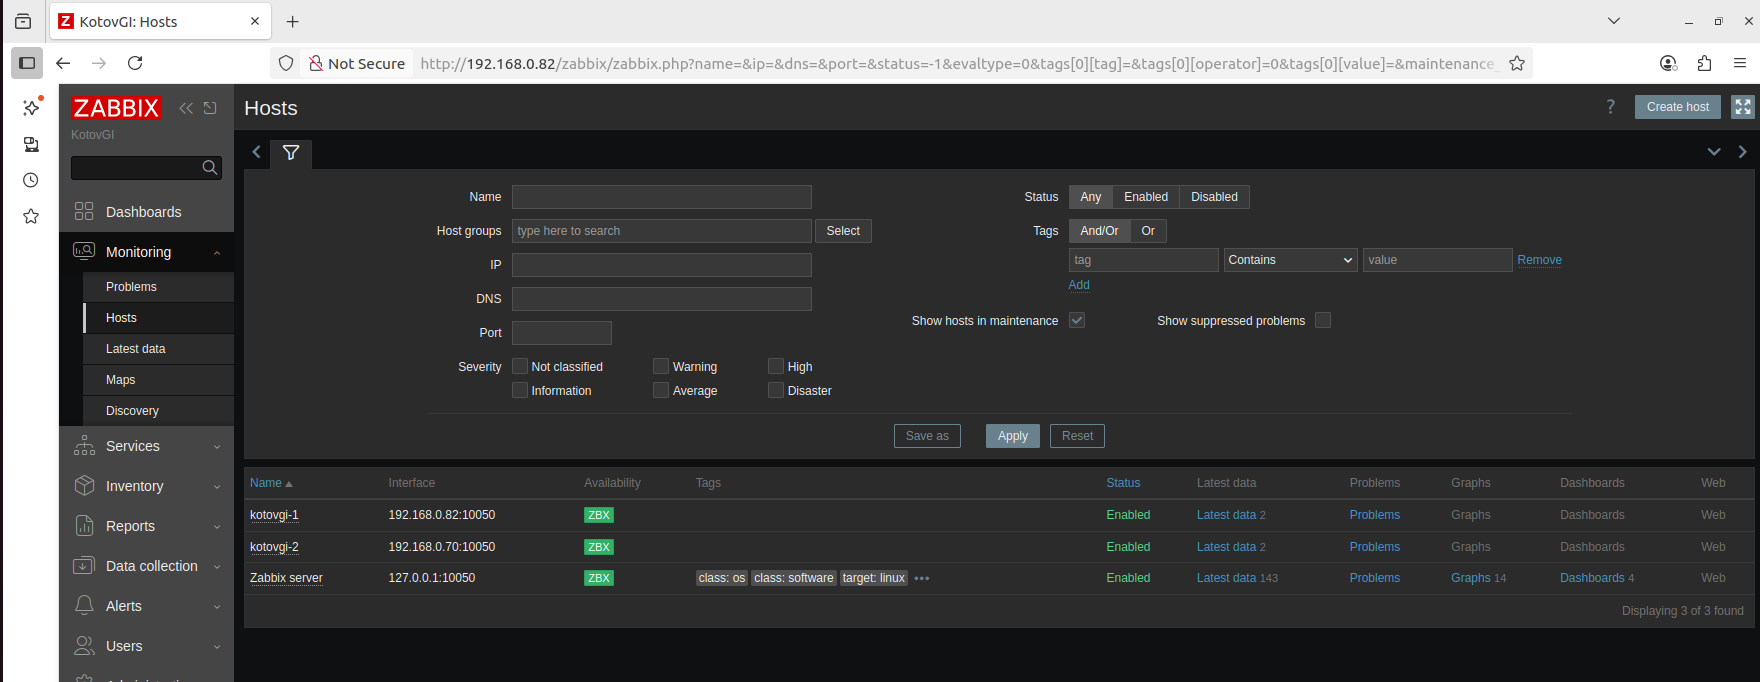 KotovGI: Hosts
Not Secure http://192.168.0.82/zabbix/zabbix.php?name=&ip=&dns=&port=&status=-1&evaltype=0&tags[0][tag]=&tags[0][operator]=0&tags[0][value]=&maintenance_
ZABBIX
KotovGI
Dashboards
Monitoring
Problems
Hosts
Latest data
Maps
Discovery
Services
Inventory
Reports
Data collection
Alerts
Users
Hosts
? Create host
Name
Host groups type here to search Select
IP
DNS
Port
Severity Not classified Warning High
Information Average Disaster
Status Any Enabled Disabled
Tags And/Or Or
tag Contains value Remove
Add
Show hosts in maintenance Show suppressed problems
Save as Apply Reset
Name Interface Availability Tags Status Latest data Problems Graphs Dashboards Web
kotovgi-1 192.168.0.82:10050 ZBX Enabled Latest data 2 Problems Graphs Dashboards Web
kotovgi-2 192.168.0.70:10050 ZBX Enabled Latest data 2 Problems Graphs Dashboards Web
Zabbix server 127.0.0.1:10050 ZBX class: os class: software target: linux ••• Enabled Latest data 143 Problems Graphs 14 Dashboards 4 Web
Displaying 3 of 3 found